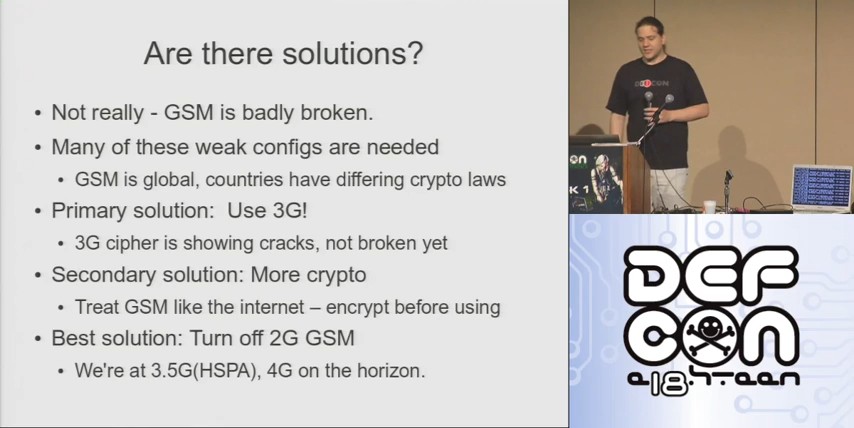 Are there solutions?
• Not really - GSM is badly broken.
• Many of these weak configs are needed
• GSM is global, countries have differing crypto laws
• Primary solution: Use 3G!
• 3G cipher is showing cracks, not broken yet
• Secondary solution: More crypto
• Treat GSM like the internet – encrypt before using
• Best solution: Turn off 2G GSM
• We're at 3.5G(HSPA), 4G on the horizon.
DEFCON
DEF
CON
e18.h-teen